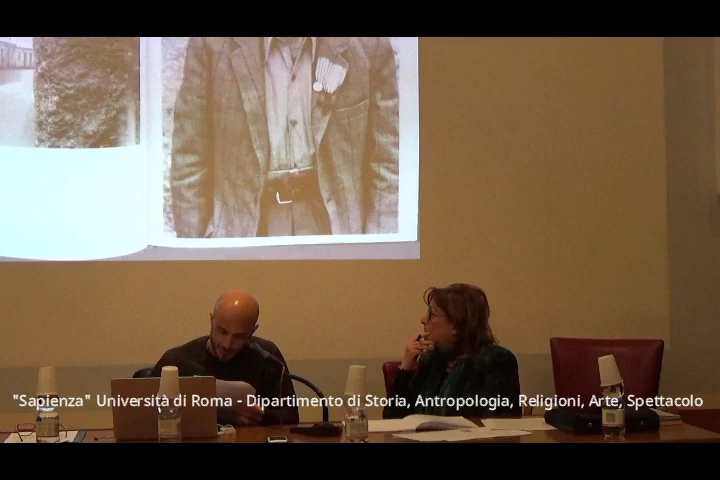 "Sapienza" Università di Roma - Dipartimento di Storia, Antropologia, Religioni, Arte, Spettacolo